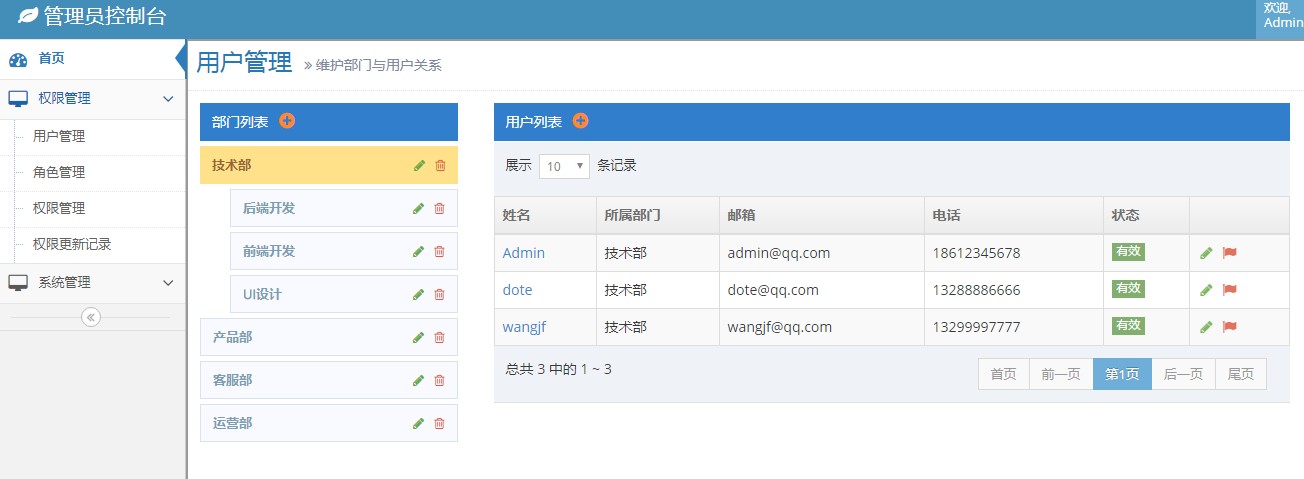 管理员控制台
欢迎,
Admin
首页
权限管理
用户管理
角色管理
权限管理
权限更新记录
系统管理
用户管理 » 维护部门与用户关系
部门列表
技术部
后端开发
前端开发
UI设计
产品部
客服部
运营部
用户列表
展示 10 条记录
姓名 所属部门 邮箱 电话 状态
Admin 技术部 admin@qq.com 18612345678 有效
dote 技术部 dote@qq.com 13288886666 有效
wangjf 技术部 wangjf@qq.com 13299997777 有效
总共 3 中的 1 ~ 3
首页 前一页 第1页 后一页 尾页